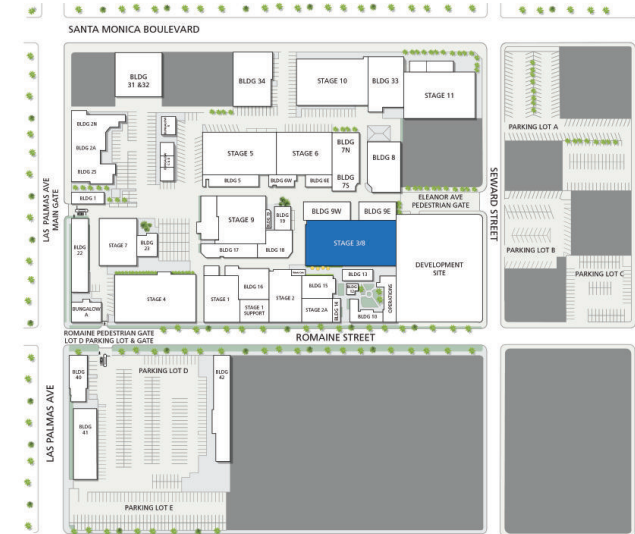 SANTA MONICA BOULEVARD
BLDG
31 &32
BLDG 34
STAGE 10
BLDG 33
STAGE 11
BLDG 2N
BLDG 2A
BLDG 2S
BLDG 1
STAGE 5
STAGE 6
BLDG
7N
BLDG
7S
BLDG 8
BLDG 5
BLDG 6W
BLDG 6E
PARKING LOT A
ELEANOR AVE
PEDESTRIAN GATE
LAS PALMAS AVE
MAIN GATE
SEWARD STREET
STAGE 9
BLDG
19
BLDG 9W
BLDG 9E
BLDG
22
STAGE 7
BLDG
23
BLDG 17
BLDG 18
STAGE 3/8
DEVELOPMENT
SITE
PARKING LOT B
PARKING LOT C
STAGE 4
STAGE 1
BLDG 16
STAGE 1
SUPPORT
STAGE 2
BLDG 15
STAGE 2A
BLDG 13
BLDG 14
BLDG 10
OPERATIONS
BUNGALOW
A
ROMAINE PEDESTRIAN GATE
LOT D PARKING LOT & GATE
ROMAINE STREET
BLDG
40
PARKING LOT D
BLDG
42
LAS PALMAS AVE
BLDG
41
PARKING LOT E